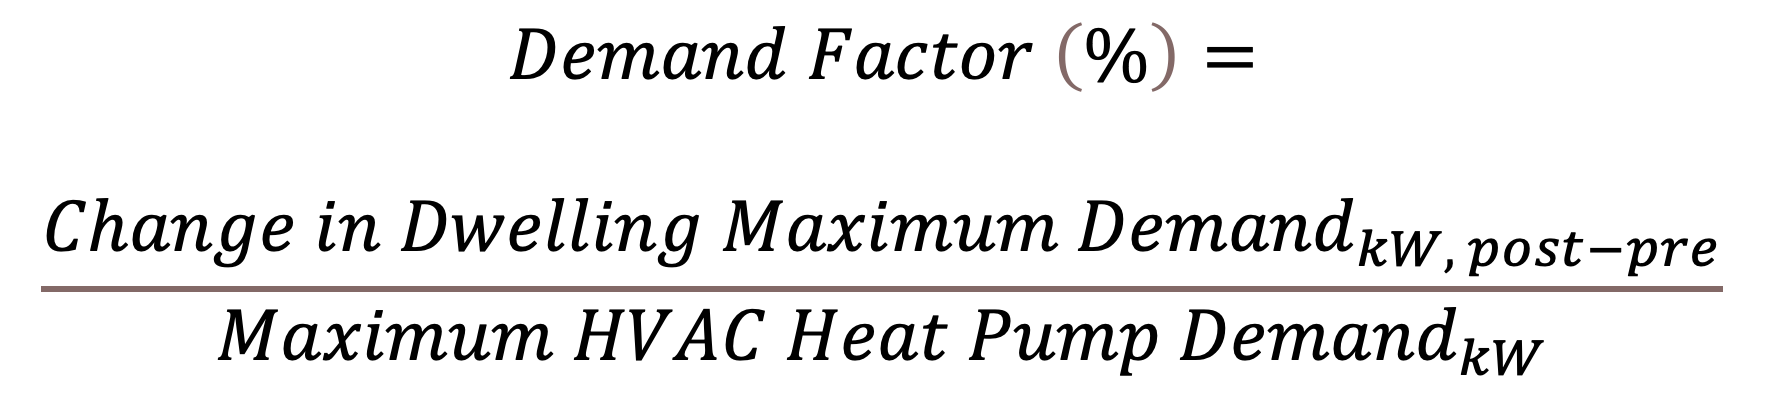 Demand Factor (%) =
Change in Dwelling Maximum Demand kW, post−pre
Maximum HVAC Heat Pump Demand kW